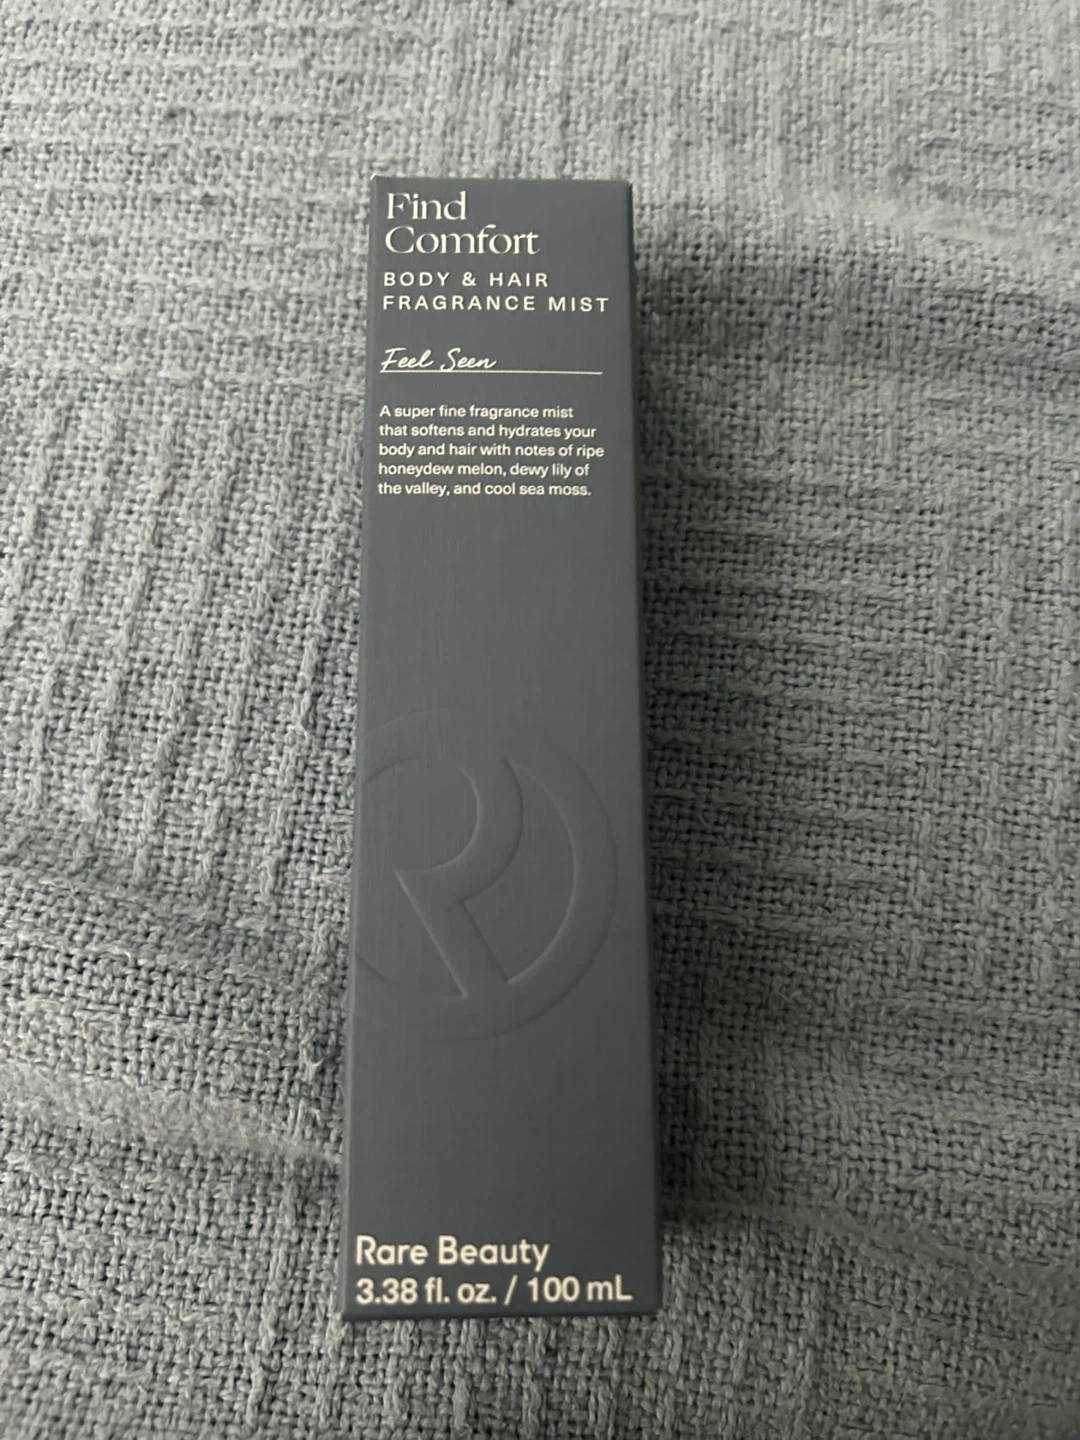 Find
Comfort
BODY & HAIR
FRAGRANCE MIST
Feel Seen
A super fine fragrance mist
that softens and hydrates your
body and hair with notes of ripe
honeydew melon, dewy lily of
the valley, and cool sea moss.
R
Rare Beauty
3.38 fl. oz. / 100 mL